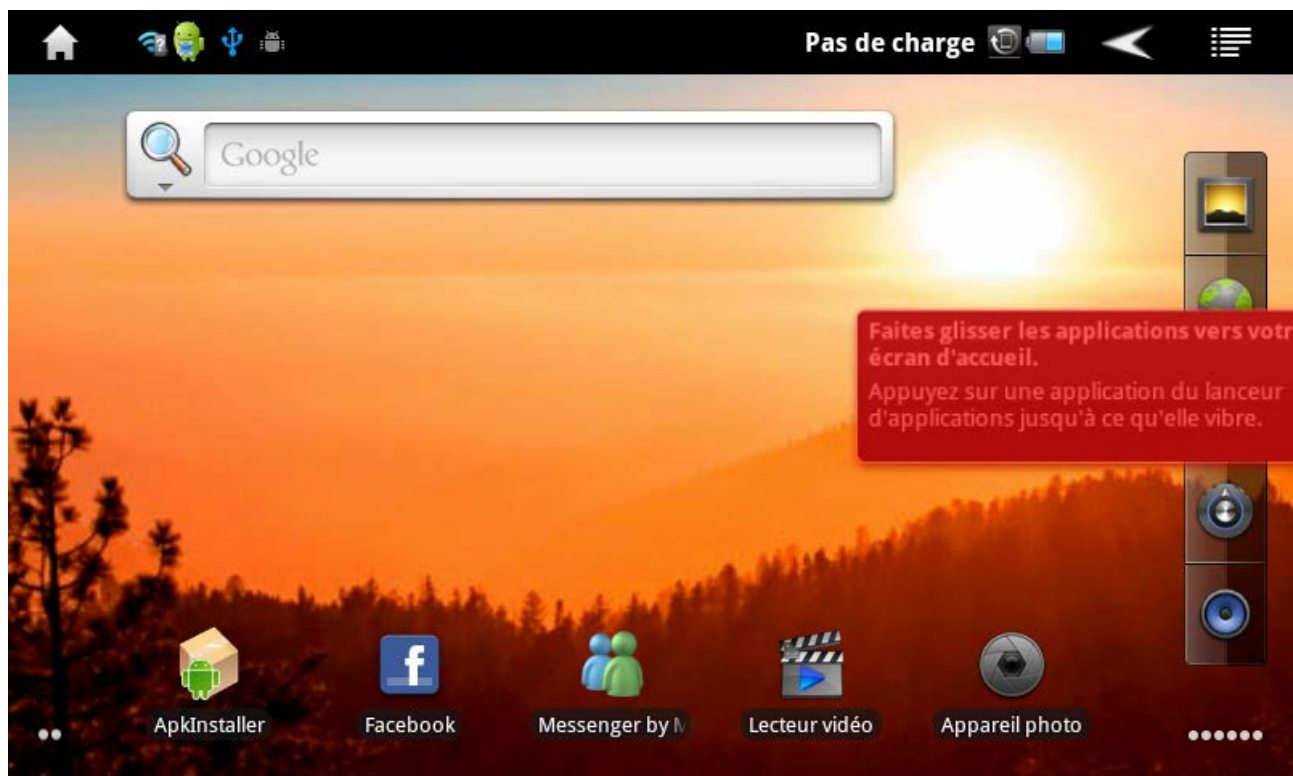 Pas de charge
Google
Faites glisser les applications vers votr
écran d'accueil.
Appuyez sur une application du lanceur
d'applications jusqu'à ce qu'elle vibre.
ApkInstaller
Facebook
Messenger by M
Lecteur vidéo
Appareil photo